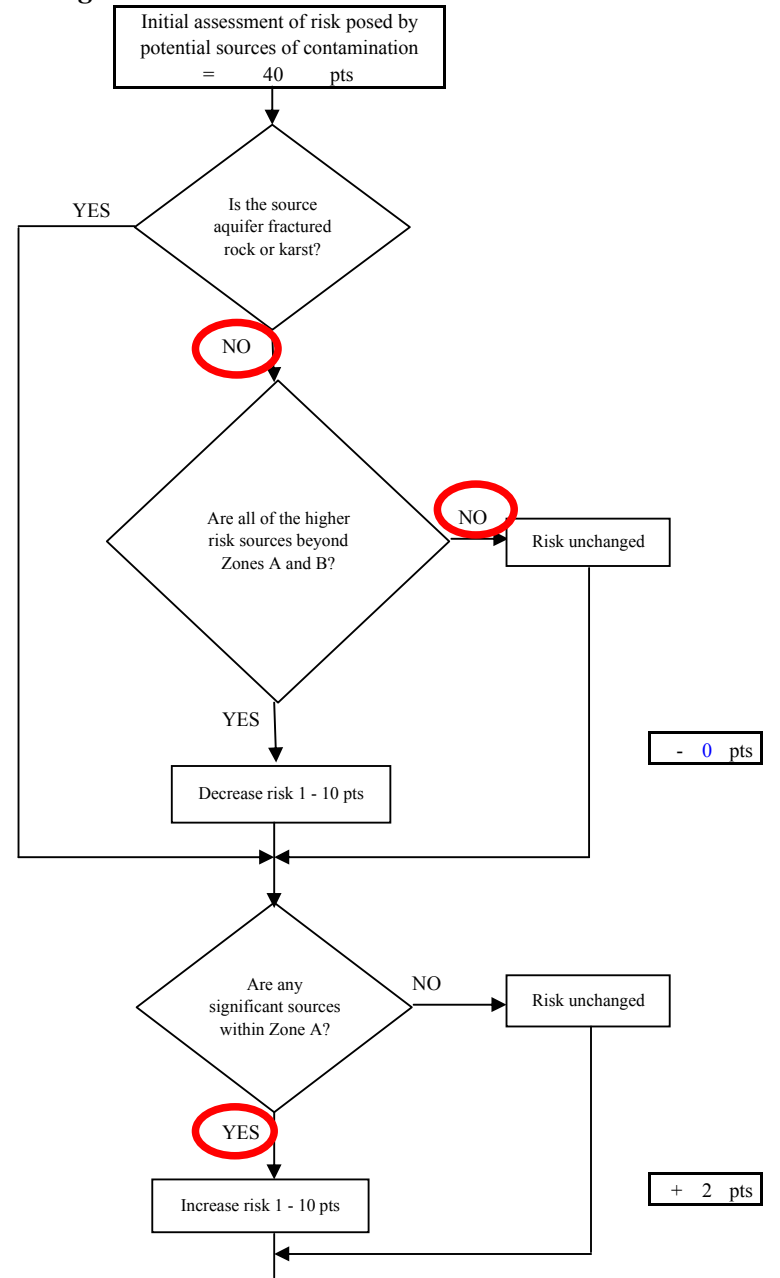 Initial assessment of risk posed by
potential sources of contamination
= 40 pts
YES
Is the source
aquifer fractured
rock or karst?
NO
Are all of the higher
risk sources beyond
Zones A and B?
NO
Risk unchanged
YES
- 0 pts
Decrease risk 1 - 10 pts
Are any
significant sources
within Zone A?
NO
Risk unchanged
YES
+ 2 pts
Increase risk 1 - 10 pts